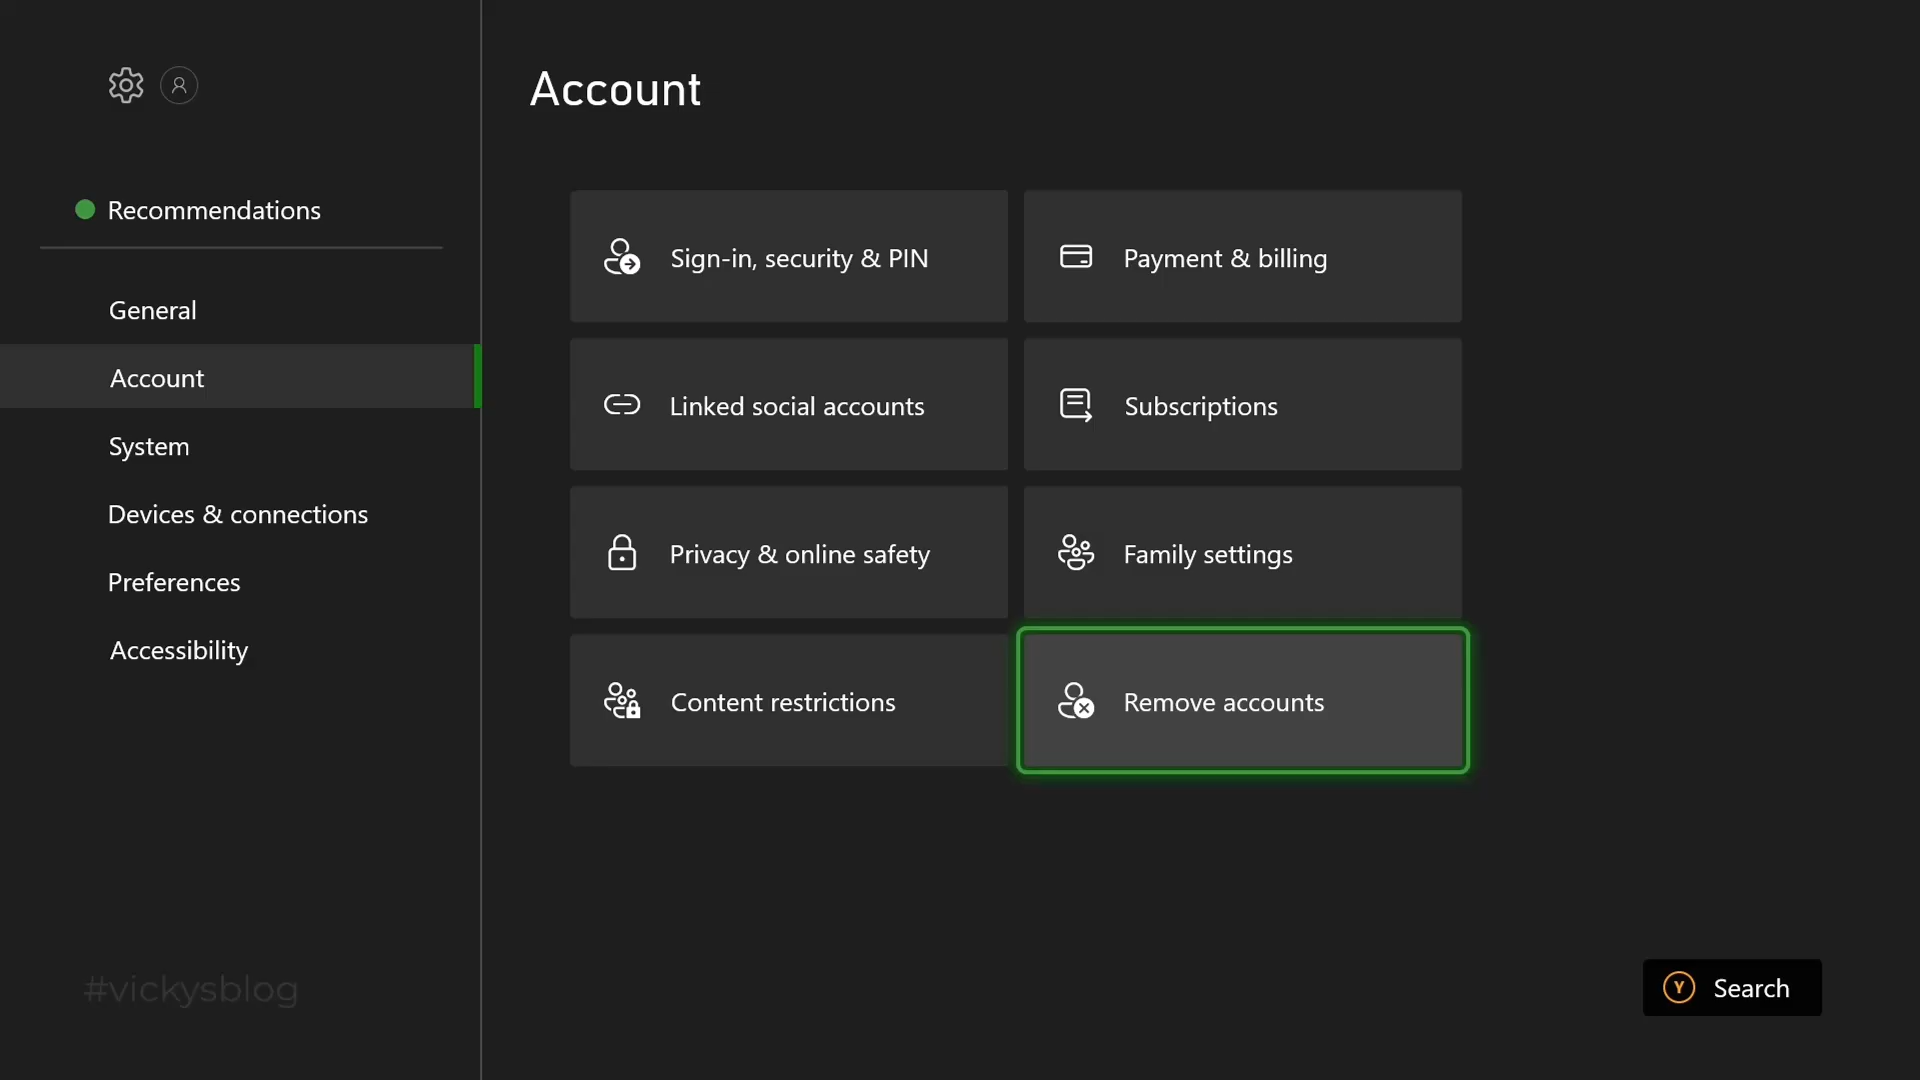 Account
Recommendations
General
Account
System
Devices & connections
Preferences
Accessibility
Sign-in, security & PIN
Payment & billing
Linked social accounts
Subscriptions
Privacy & online safety
Family settings
Content restrictions
Remove accounts
#vickysblog
Y Search